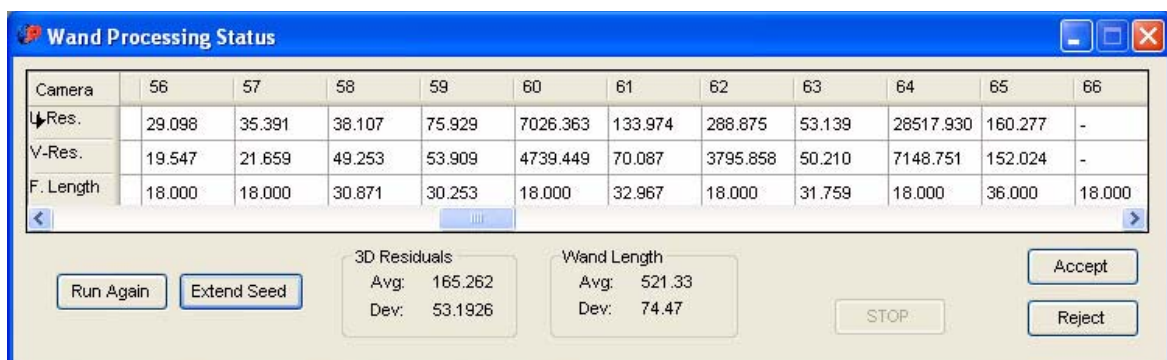 Wand Processing Status
Camera 56 57 58 59 60 61 62 63 64 65 66
U-Res. 29.098 35.391 38.107 75.929 7026.363 133.974 288.875 53.139 28517.930 160.277 -
V-Res. 19.547 21.659 49.253 53.909 4739.449 70.087 3795.858 50.210 7148.751 152.024 -
F. Length 18.000 18.000 30.871 30.253 18.000 32.967 18.000 31.759 18.000 36.000 18.000
3D Residuals Wand Length
Run Again Extend Seed Avg: 165.262 Avg: 521.33 Accept
Dev: 53.1926 Dev: 74.47 STOP Reject